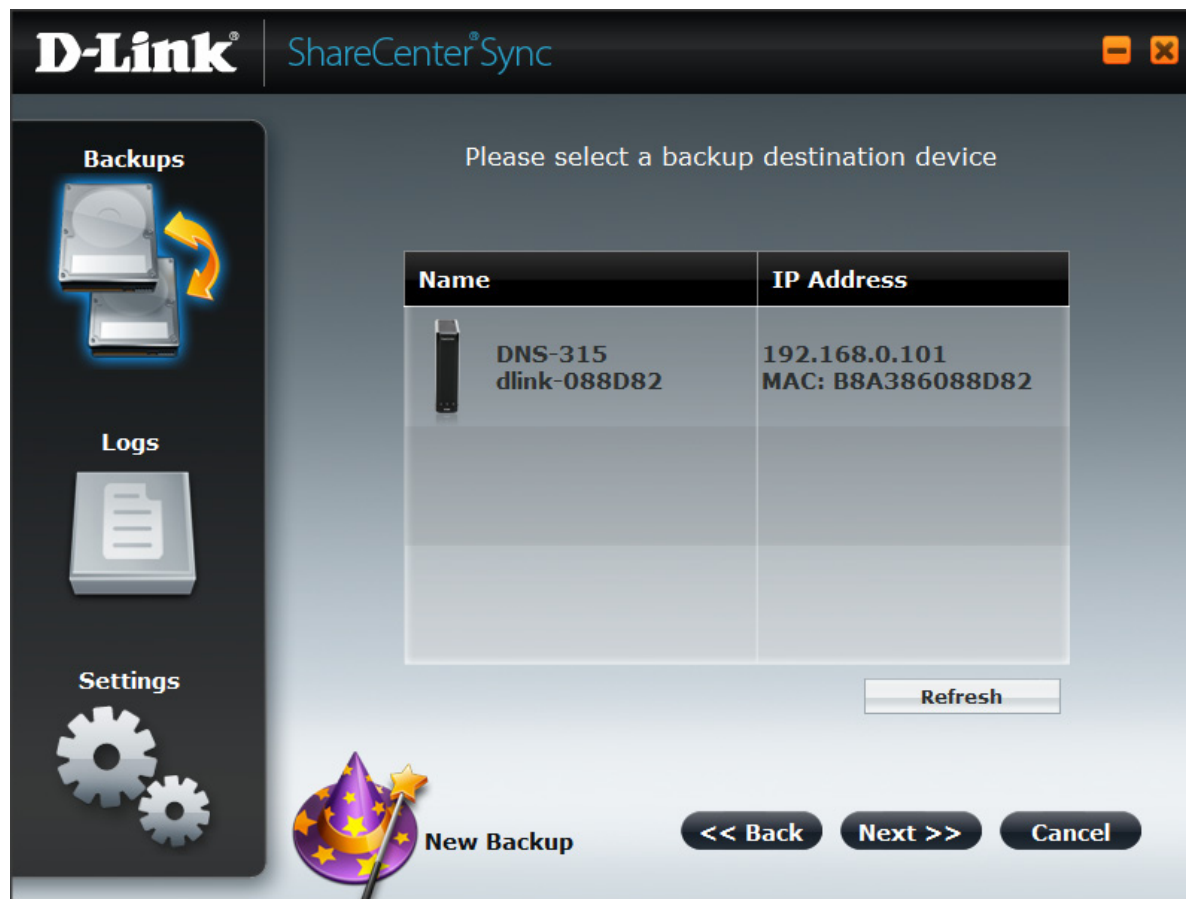 D-Link® ShareCenter® Sync
Backups
Please select a backup destination device
Name IP Address
DNS-315 192.168.0.101
dlink-088D82 MAC: B8A386088D82
Logs
Settings
Refresh
New Backup << Back Next >> Cancel